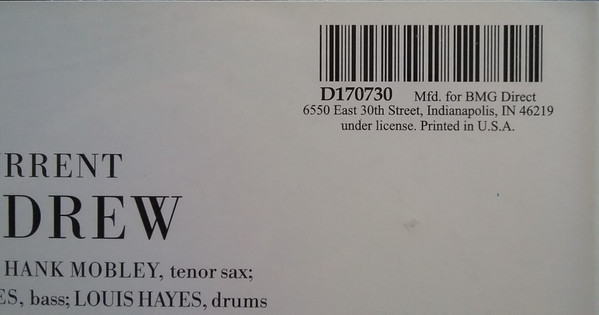 D170730 Mfd. for BMG Direct
6550 East 30th Street, Indianapolis, IN 46219
under license. Printed in U.S.A.
RRENT
DREW
HANK MOBLEY, tenor sax;
ES, bass; LOUIS HAYES, drums